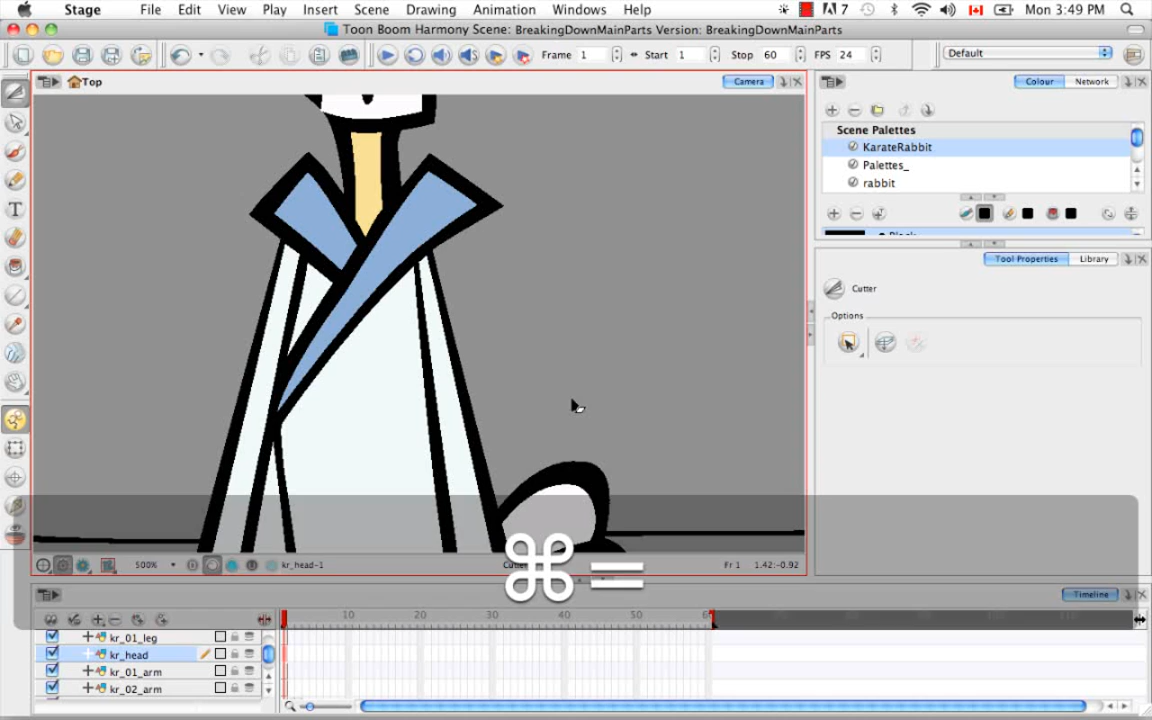 Stage File Edit View Play Insert Scene Drawing Animation Windows Help 7 Mon 3:49 PM
Toon Boom Harmony Scene: BreakingDownMainParts Version: BreakingDownMainParts
Frame 1 Start 1 Stop 60 FPS 24 Default
Top Camera
Colour Network
Scene Palettes
KarateRabbit
Palettes_
rabbit
Black
Tool Properties Library
Cutter
Options
⌘=
500% kr_head-1 Fr 1 1.42:-0.92
Timeline
10 20 30 40 50
kr_01_leg
kr_head
kr_01_arm
kr_02_arm